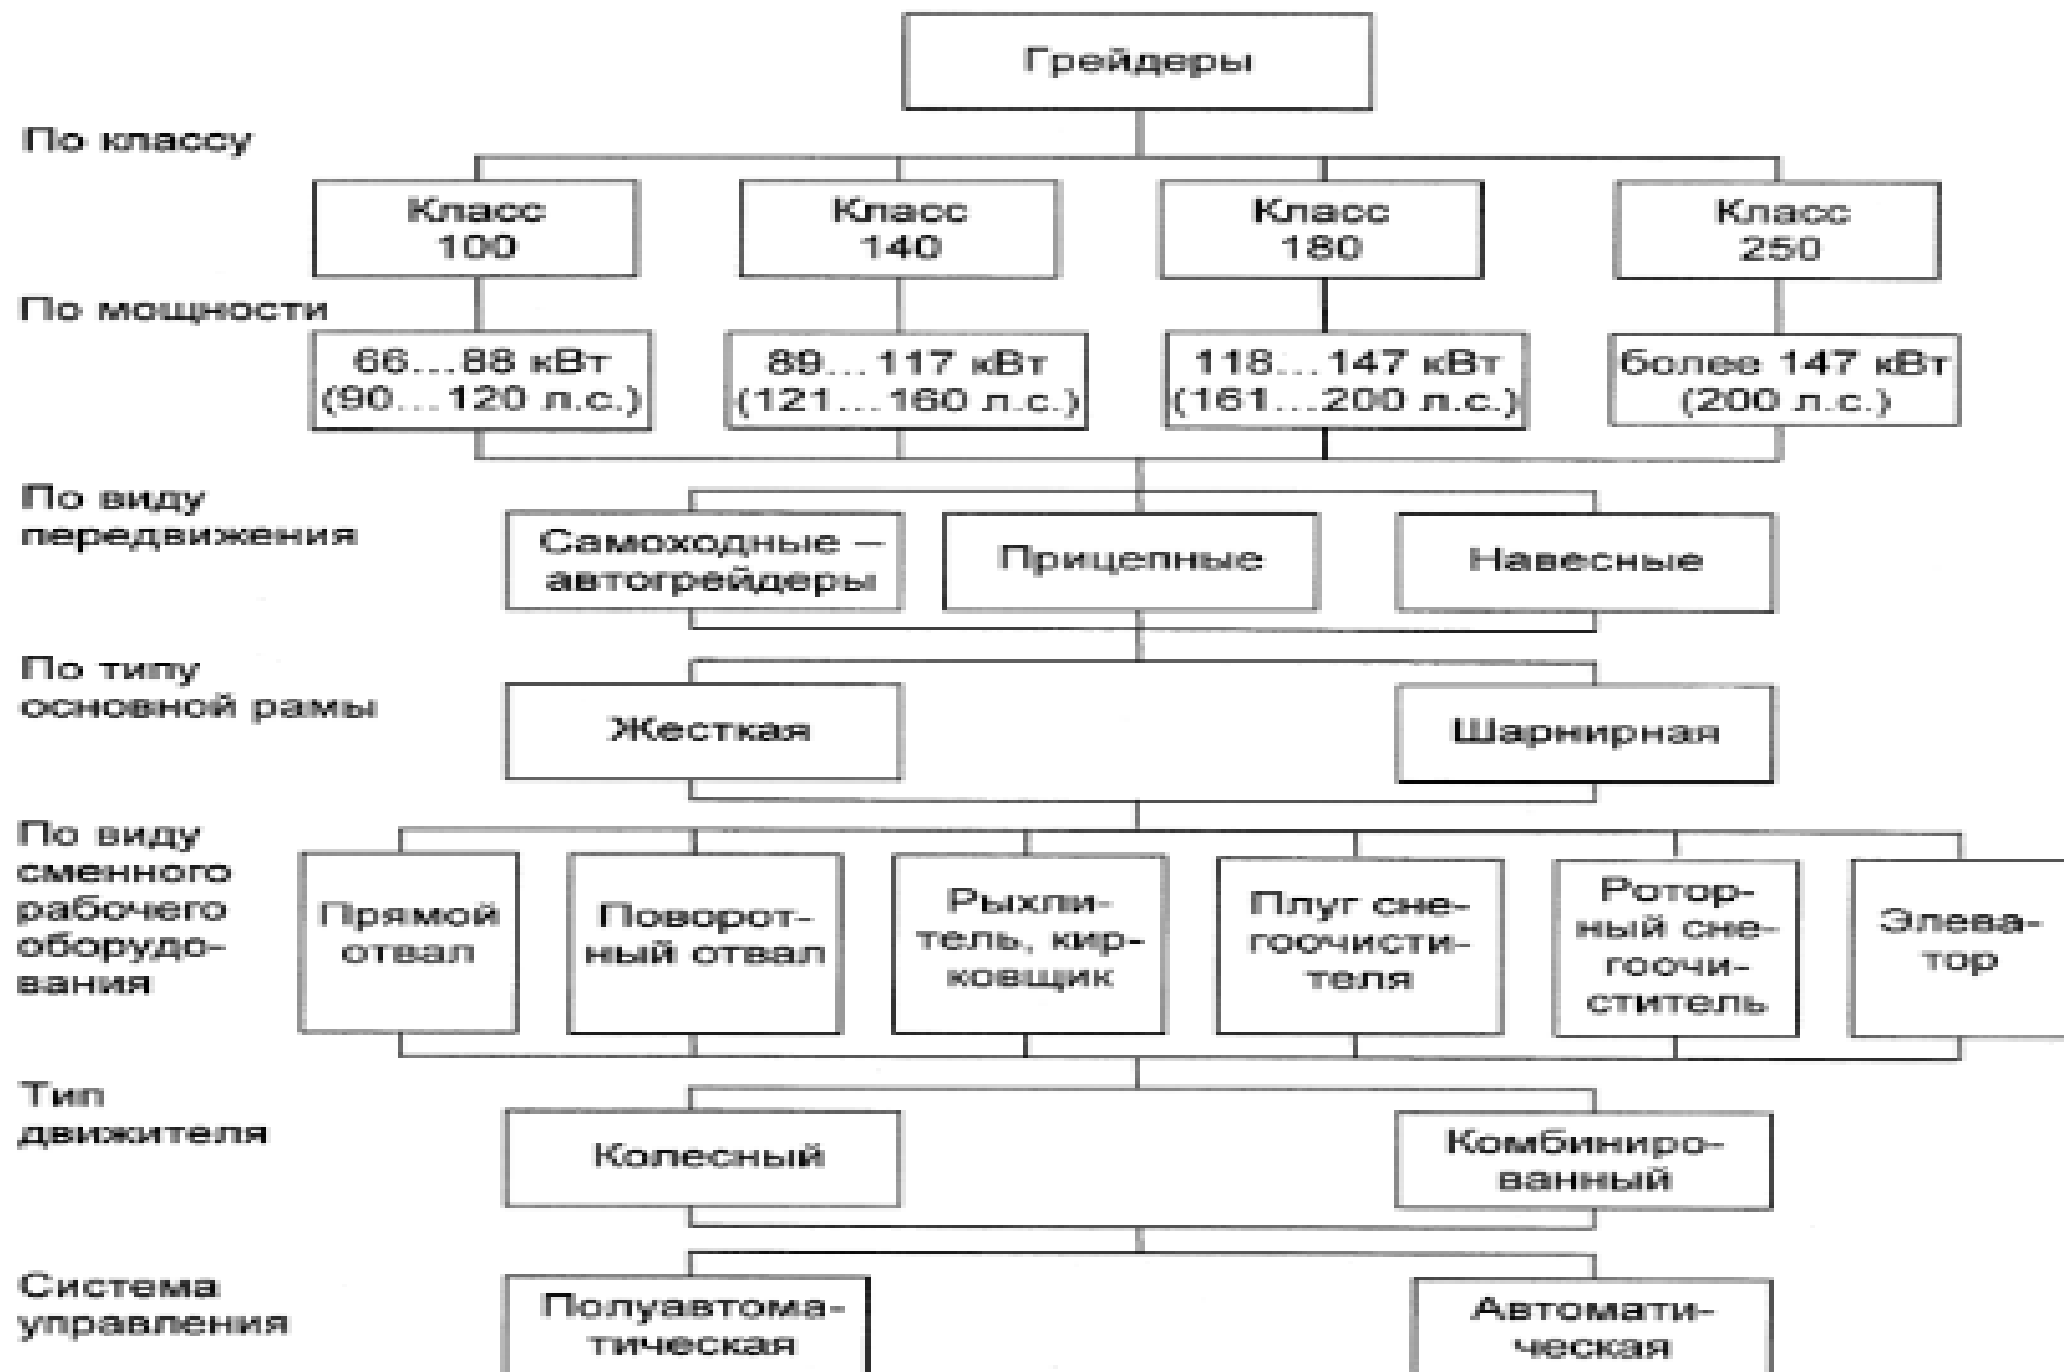 Грейдеры
По классу
Класс
100
Класс
140
Класс
180
Класс
250
По мощности
66...88 кВт
(90...120 л.с.)
89...117 кВт
(121...160 л.с.)
118...147 кВт
(161...200 л.с.)
более 147 кВт
(200 л.с.)
По виду
передвижения
Самоходные –
автогрейдеры
Прицепные
Навесные
По типу
основной рамы
Жесткая
Шарнирная
По виду
сменного
рабочего
оборудо-
вания
Прямой
отвал
Поворот-
ный отвал
Рыхли-
тель, кир-
ковщик
Плуг сне-
гоочисти-
теля
Ротор-
ный сне-
гоочи-
ститель
Элева-
тор
Тип
движителя
Колесный
Комбиниро-
ванный
Система
управления
Полуавтома-
тическая
Автомати-
ческая